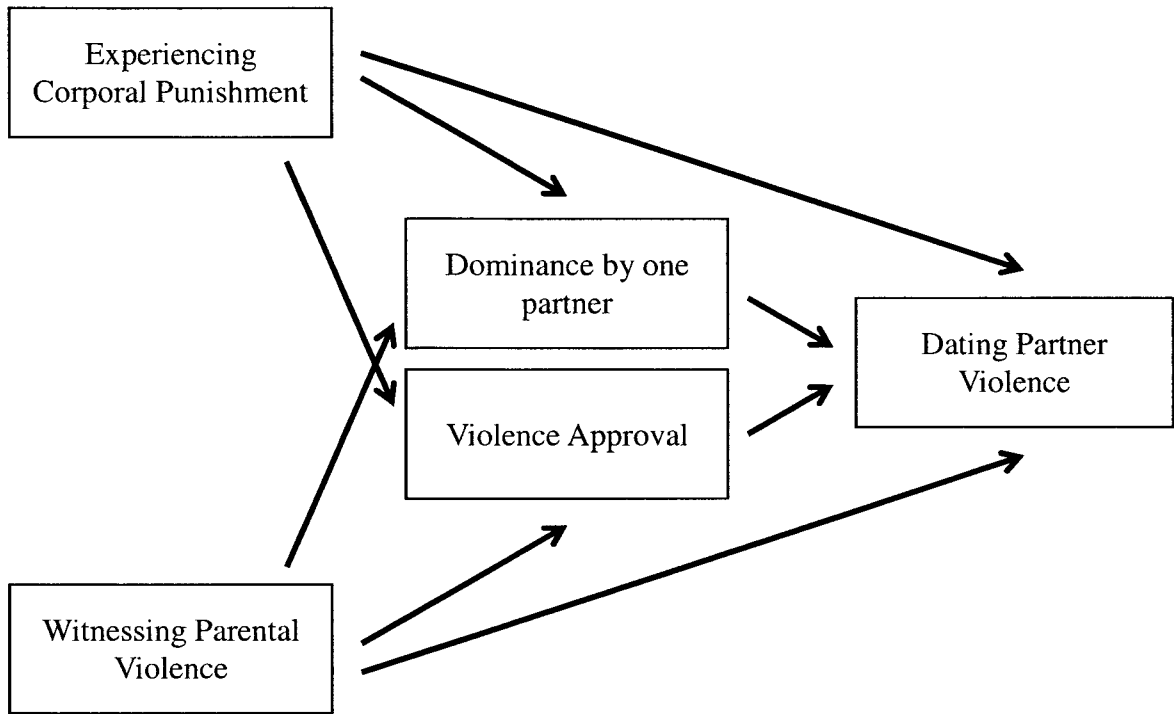 Experiencing
Corporal Punishment
Dominance by one
partner
Violence Approval
Dating Partner
Violence
Witnessing Parental
Violence